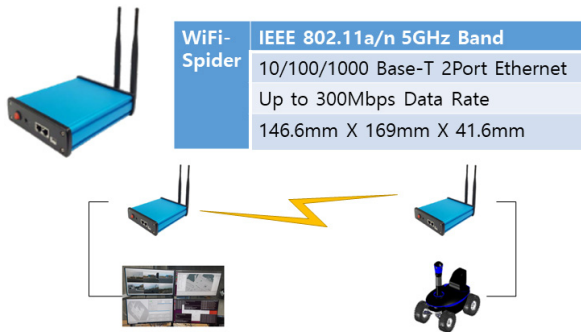 WiFi-
Spider
IEEE 802.11a/n 5GHz Band
10/100/1000 Base-T 2Port Ethernet
Up to 300Mbps Data Rate
146.6mm X 169mm X 41.6mm